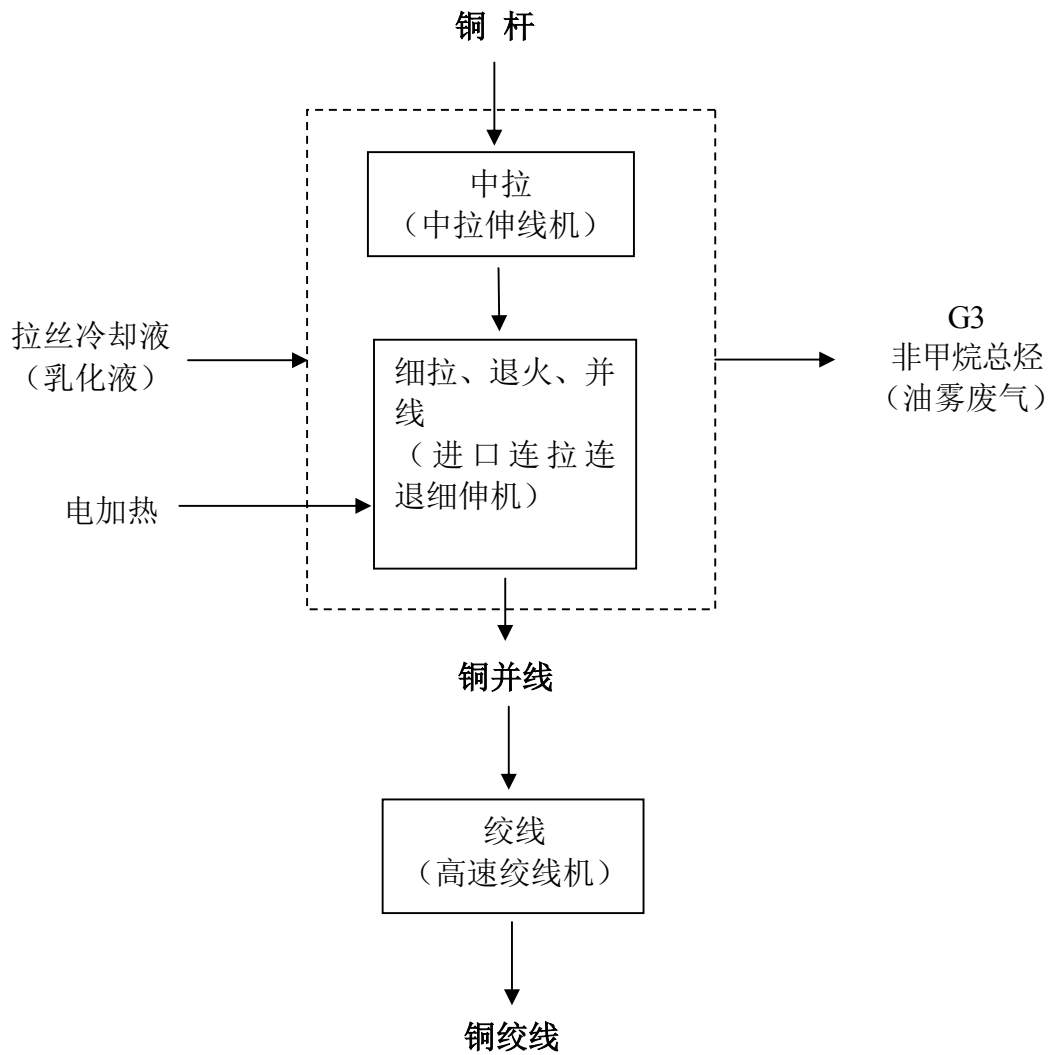 铜 杆
中拉
（中拉伸线机）
拉丝冷却液
（乳化液）
G3
非甲烷总烃
（油雾废气）
细拉、退火、并
线
（进口连拉连
退细伸机）
电加热
铜并线
绞线
（高速绞线机）
铜绞线